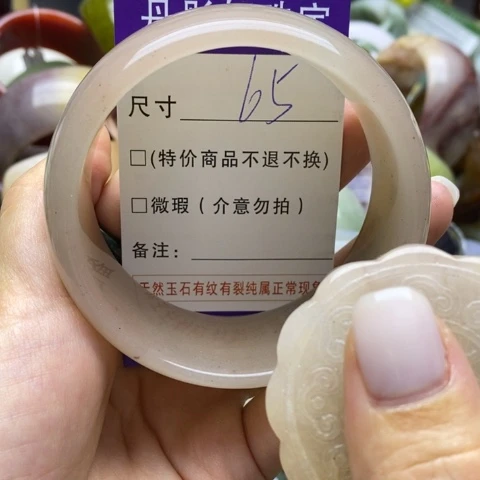 尺寸 65
□(特价商品不退不换)
□微瑕(介意勿拍)
备注:
天然玉石有纹有裂纯属正常现象